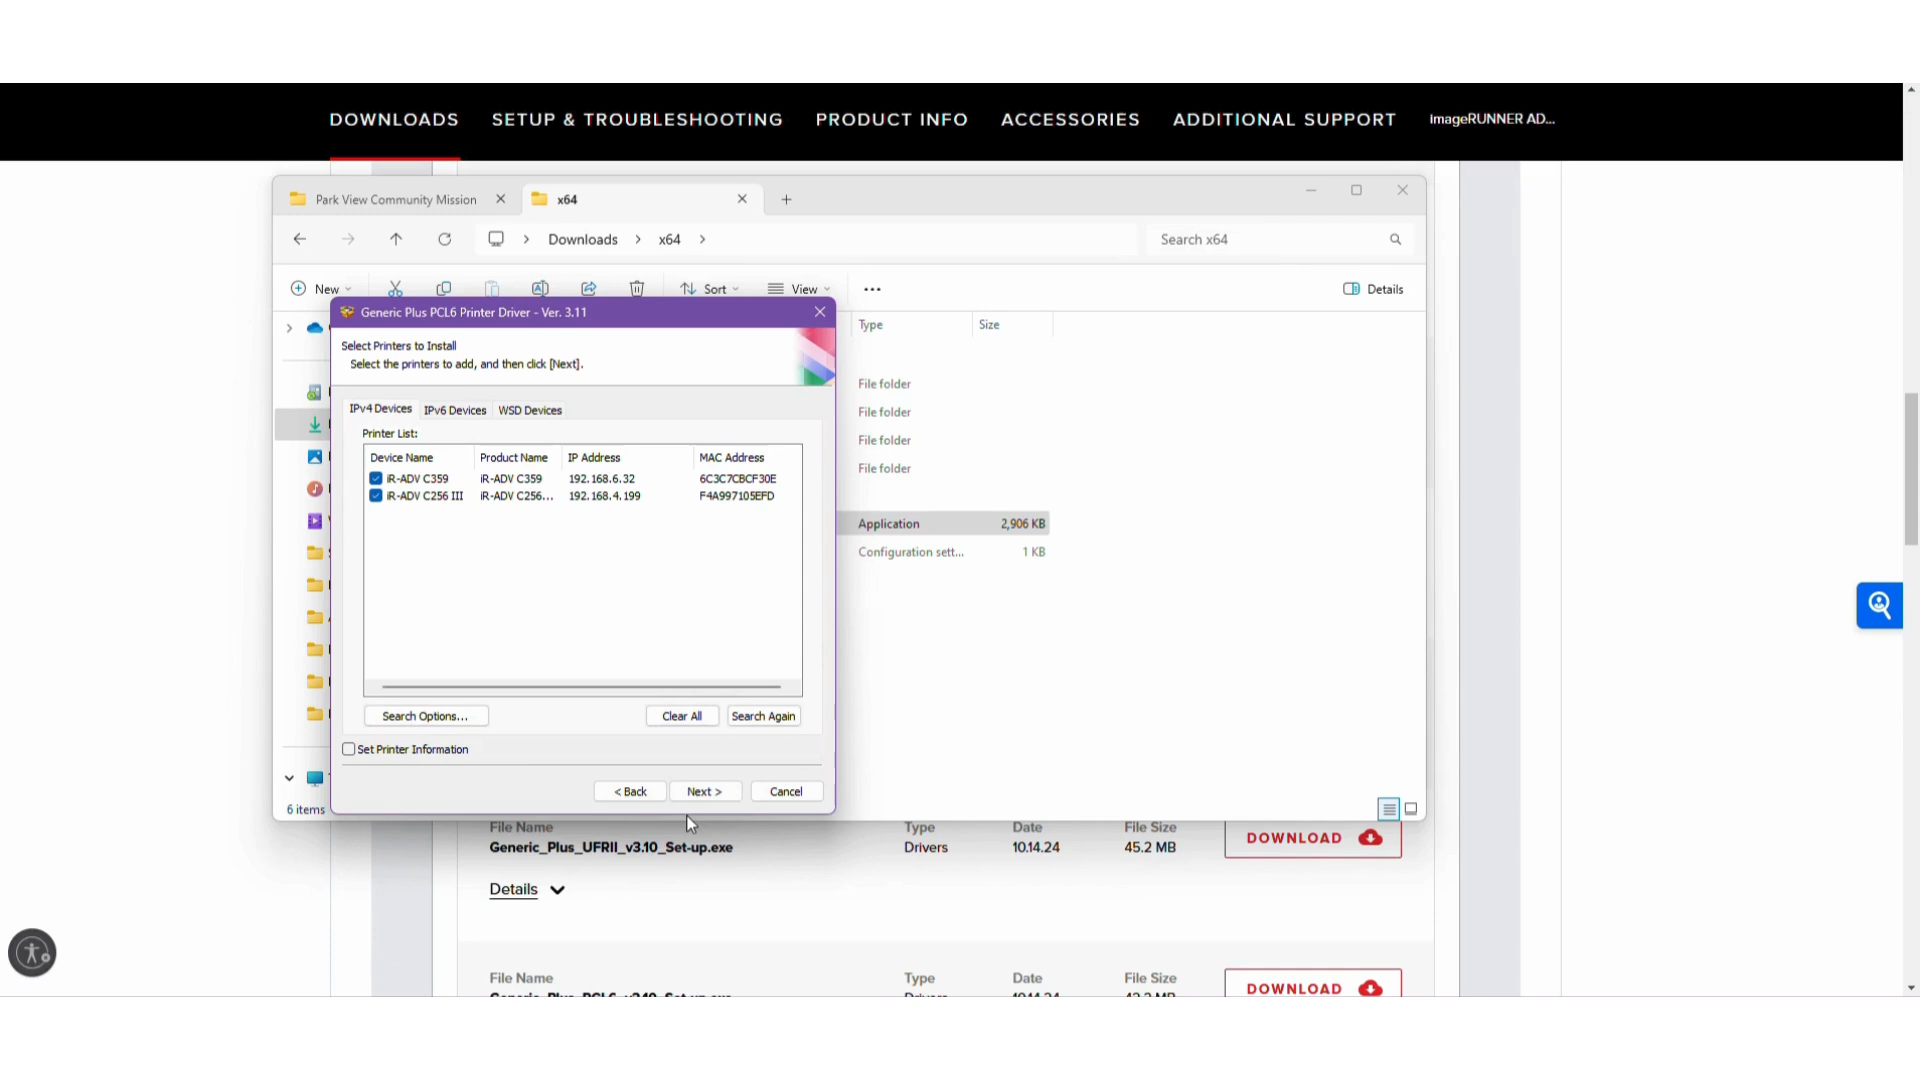 DOWNLOADS SETUP & TROUBLESHOOTING PRODUCT INFO ACCESSORIES ADDITIONAL SUPPORT imageRUNNER AD...
Park View Community Mission x64
Downloads x64 Search x64
New Sort View Details
Generic Plus PCL6 Printer Driver - Ver. 3.11
Type Size
Select Printers to Install
Select the printers to add, and then click [Next].
File folder
File folder
File folder
File folder
IPv4 Devices IPv6 Devices WSD Devices
Printer List:
Device Name Product Name IP Address MAC Address
iR-ADV C359 iR-ADV C359 192.168.6.32 6C3C7CBCF30E
iR-ADV C256 III iR-ADV C256... 192.168.4.199 F4A997105EFD
Application 2,906 KB
Configuration sett... 1 KB
Search Options... Clear All Search Again
Set Printer Information
< Back Next > Cancel
6 items
File Name Type Date File Size
Generic_Plus_UFRII_v3.10_Set-up.exe Drivers 10.14.24 45.2 MB DOWNLOAD
Details
File Name Type Date File Size
DOWNLOAD